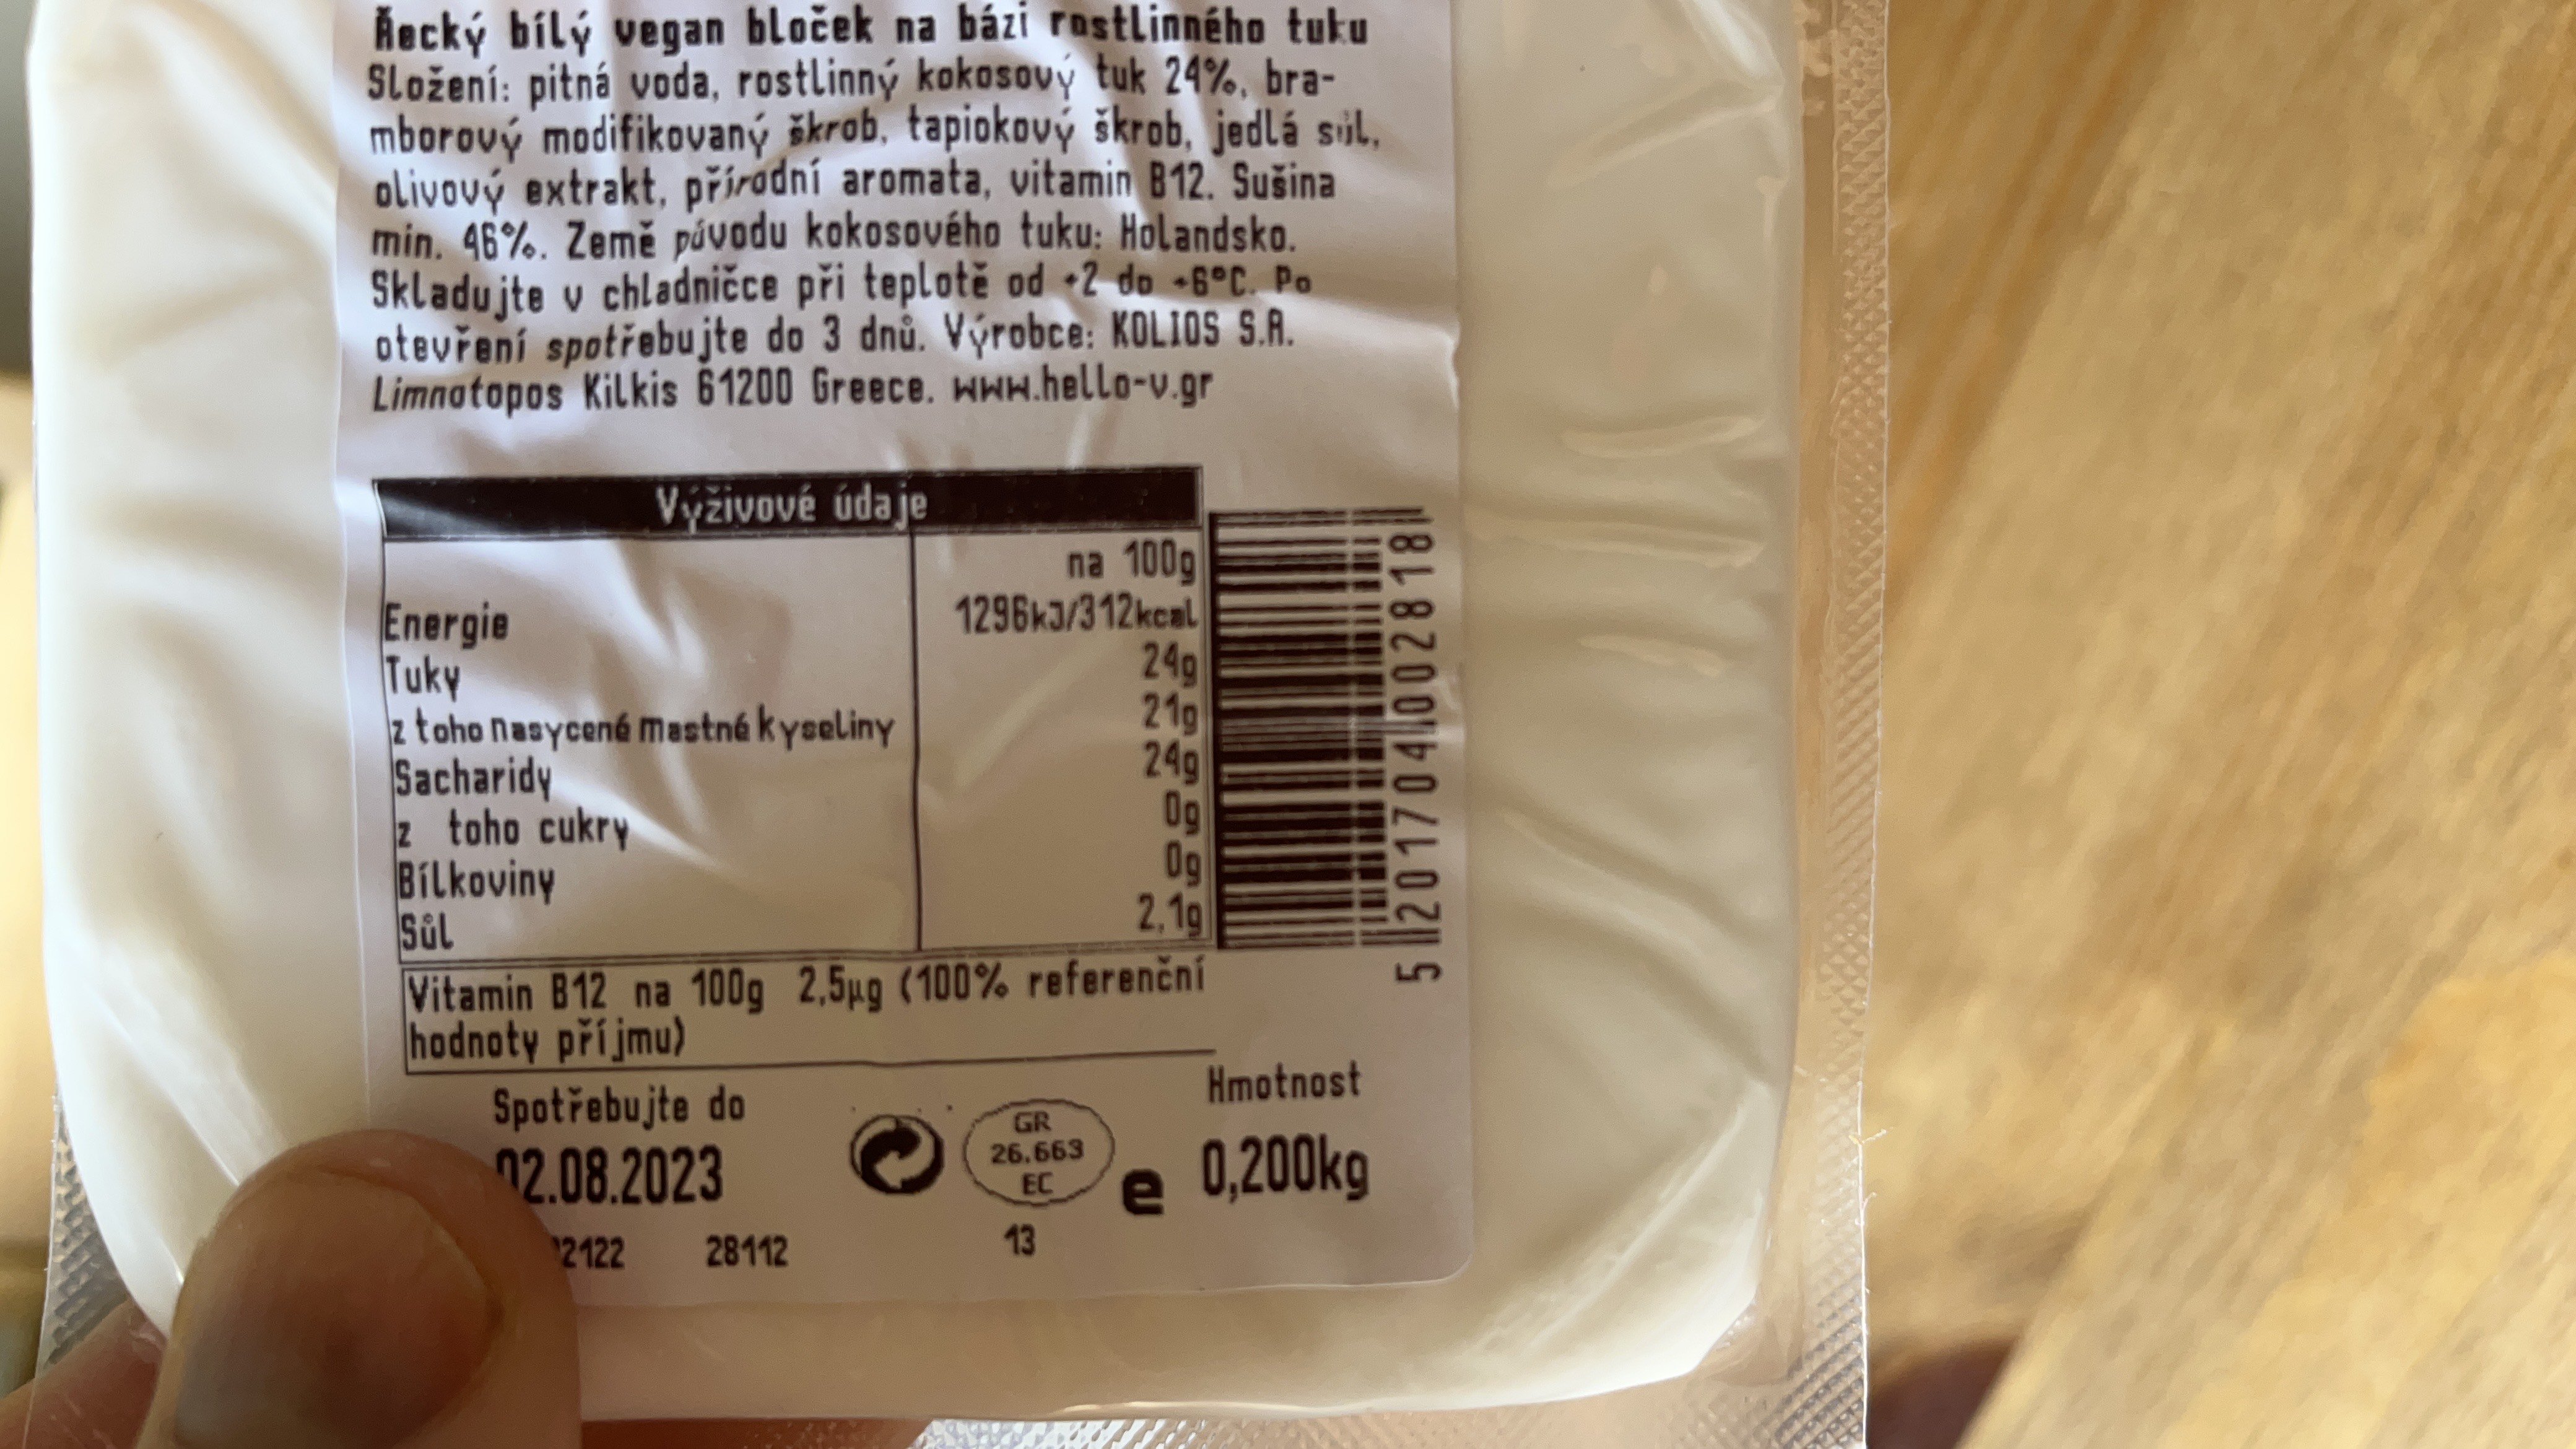 Řecký bílý vegan bloček na bázi rostlinného tuku
Složení: pitná voda, rostlinný kokosový tuk 24%, bra-
mborový modifikovaný škrob, tapiokový škrob, jedlá sůl,
olivový extrakt, přírodní aromata, vitamin B12. Sušina
min. 46%. Země původu kokosového tuku: Holandsko.
Skladujte v chladničce při teplotě od +2 do +6°C. Po
otevření spotřebujte do 3 dnů. Výrobce: KOLIOS S.A.
Limnotopos Kilkis 61200 Greece. www.hello-v.gr
Výživové údaje
na 100g
Energie 1296kJ/312kcal
Tuky 24g
z toho nasycené mastné kyseliny 21g
Sacharidy 24g
z toho cukry 0g
Bílkoviny 0g
Sůl 2,1g
Vitamin B12 na 100g 2,5µg (100% referenční
hodnoty příjmu)
5 201704 002818
Spotřebujte do
02.08.2023
2122 28112
GR
26.663
EC
13
e
Hmotnost
0,200kg